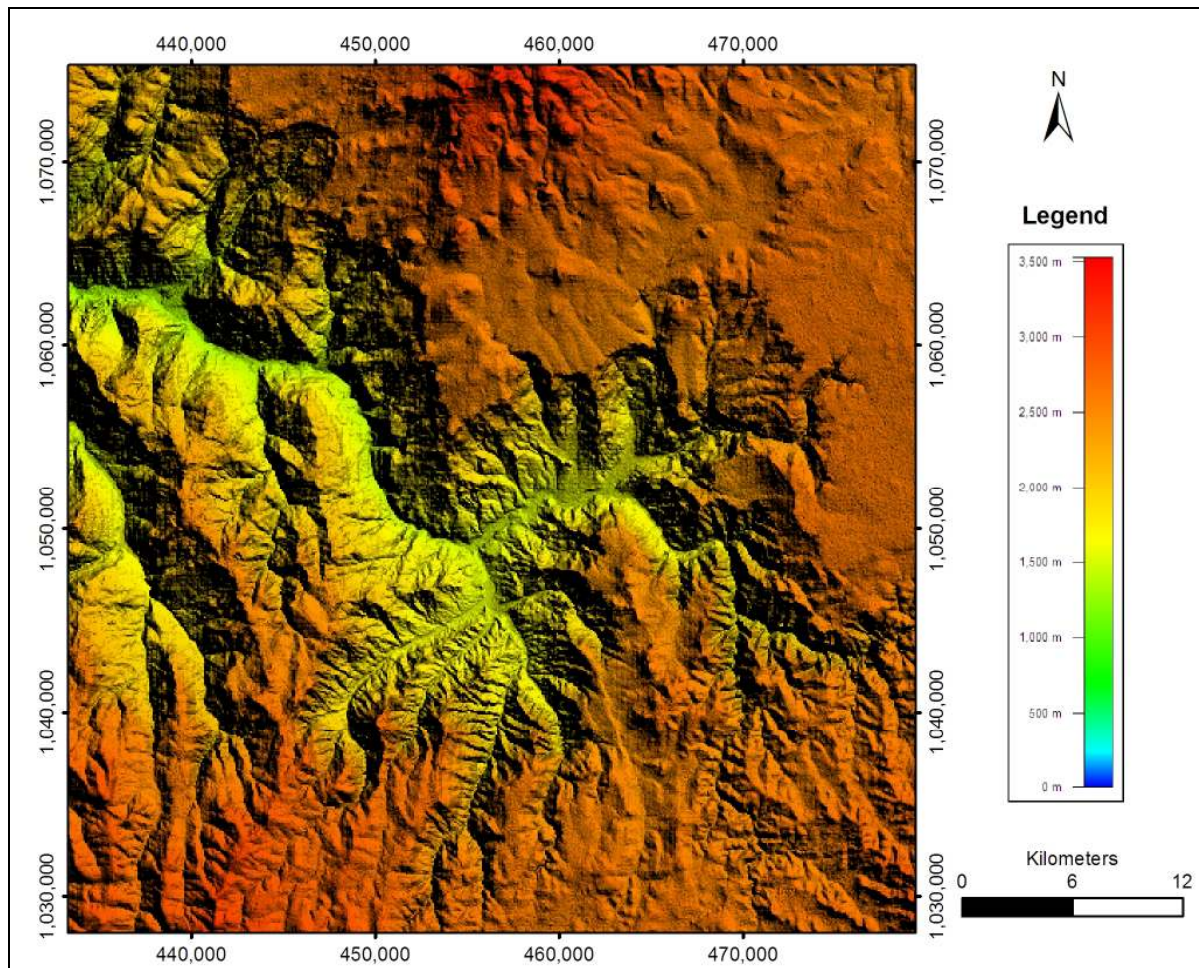 440,000 450,000 460,000 470,000
N
1,070,000 1,070,000
Legend
3,500 m
3,000 m
1,060,000 1,060,000
2,500 m
2,000 m
1,050,000 1,050,000
1,500 m
1,000 m
1,040,000 1,040,000
500 m
0 m
Kilometers
0 6 12
1,030,000 1,030,000
440,000 450,000 460,000 470,000